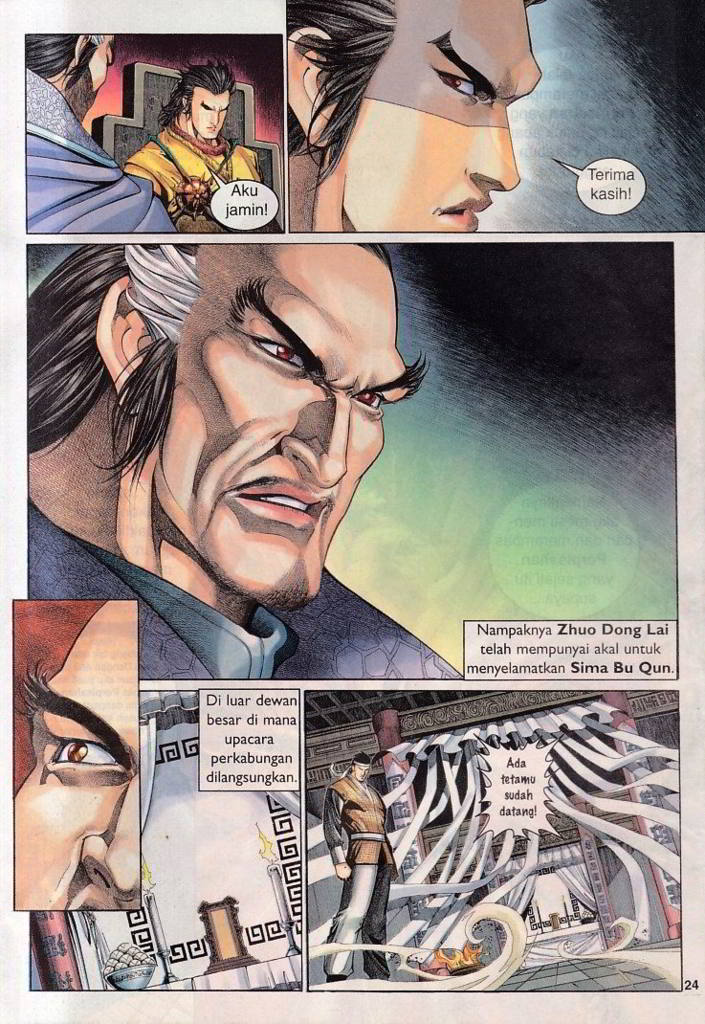 Aku
jamin!
Terima
kasih!
Nampaknya Zhuo Dong Lai
telah mempunyai akal untuk
menyelamatkan Sima Bu Qun.
Di luar dewan
besar di mana
upacara
perkabungan
dilangsungkan.
Ada
tetamu
sudah
datang!
24